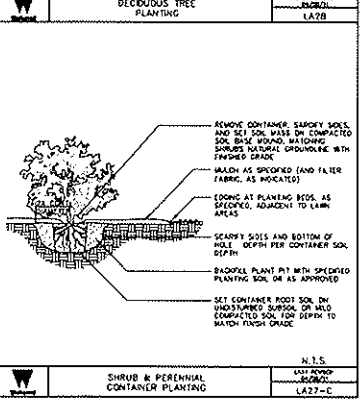 DECIDUOUS TREE
PLANTING
LA28
REMOVE CONTAINER, SCARIFY SIDES,
AND SET SOIL MASS ON COMPACTED
SOIL BASE MOUND, MATCHING
SHRUB'S NATURAL GROUNDLINE WITH
FINISHED GRADE
MULCH AS SPECIFIED (AND FILTER
FABRIC, AS INDICATED)
EDGING AT PLANTING BEDS, AS
SPECIFIED, ADJACENT TO LAWN
AREAS
SCARIFY SIDES AND BOTTOM OF
HOLE DEPTH PER CONTAINER SOIL
DEPTH
BACKFILL PLANT PIT WITH SPECIFIED
PLANTING SOIL OR AS APPROVED
SET CONTAINER ROOT SOIL ON
UNDISTURBED SUBSOIL OR MILD
COMPACTED SOIL FOR DEPTH TO
MATCH FINISH GRADE
N.T.S.
SHRUB & PERENNIAL
CONTAINER PLANTING
LAST REVISED
LA27-C